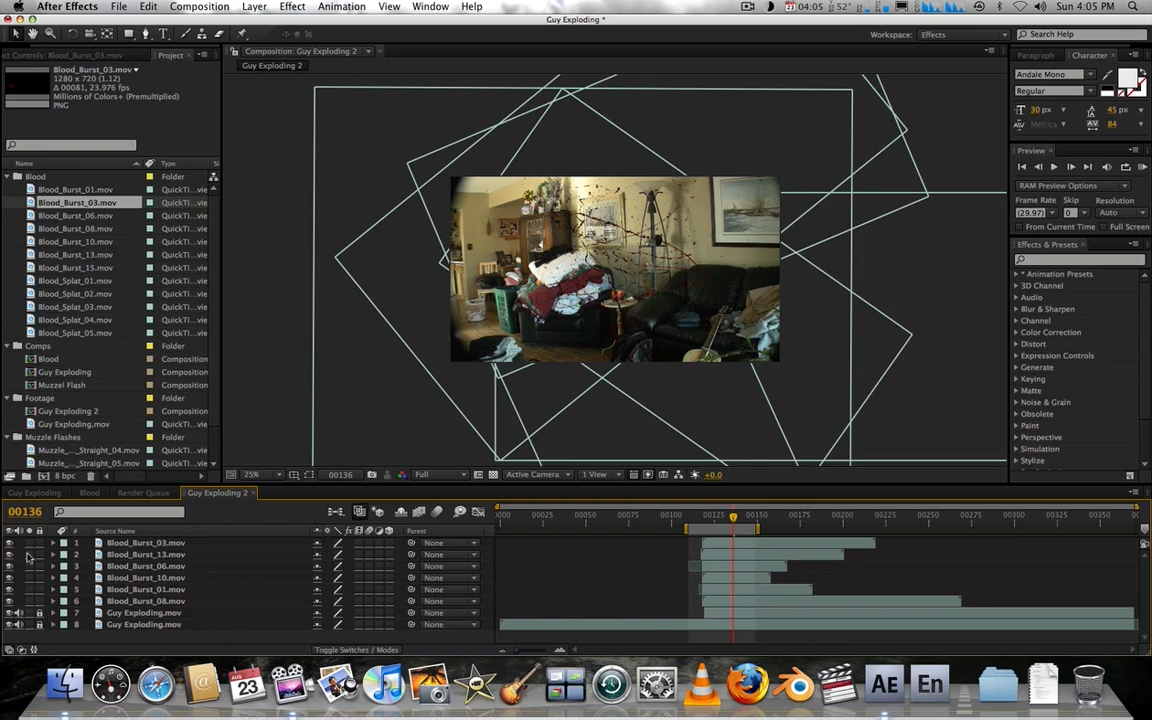 After Effects File Edit Composition Layer Effect Animation View Window Help 04:05 52° Sun 4:05 PM
Guy Exploding *
Workspace: Effects Search Help
ct Controls: Blood_Burst_03.mov Project Composition: Guy Exploding 2 Paragraph Character
Guy Exploding 2
Blood_Burst_03.mov
1280 x 720 (1.12)
Δ 00081, 23.976 fps
Millions of Colors+ (Premultiplied)
PNG
Andale Mono
Regular
30 px 45 px
Metrics 84
Preview
RAM Preview Options
Frame Rate Skip Resolution
(29.97) 0 Auto
From Current Time Full Screen
Effects & Presets
* Animation Presets
3D Channel
Audio
Blur & Sharpen
Channel
Color Correction
Distort
Expression Controls
Generate
Keying
Matte
Noise & Grain
Obsolete
Paint
Perspective
Simulation
Stylize
Name Type Si
Blood Folder
Blood_Burst_01.mov QuickTi...vie
Blood_Burst_03.mov QuickTi...vie
Blood_Burst_06.mov QuickTi...vie
Blood_Burst_08.mov QuickTi...vie
Blood_Burst_10.mov QuickTi...vie
Blood_Burst_13.mov QuickTi...vie
Blood_Burst_15.mov QuickTi...vie
Blood_Splat_01.mov QuickTi...vie
Blood_Splat_02.mov QuickTi...vie
Blood_Splat_03.mov QuickTi...vie
Blood_Splat_04.mov QuickTi...vie
Blood_Splat_05.mov QuickTi...vie
Comps Folder
Blood Composition
Guy Exploding Composition
Muzzel Flash Composition
Footage Folder
Guy Exploding 2 Composition
Guy Exploding.mov QuickTi...vie
Muzzle Flashes Folder
Muzzle_..._Straight_04.mov QuickTi...vie
Muzzle_..._Straight_05.mov QuickTi...vie
8 bpc
25% 00136 Full Active Camera 1 View +0.0
Guy Exploding Blood Render Queue Guy Exploding 2
00136
0000 00025 00050 00075 00100 00125 00150 00175 00200 00225 00250 00275 00300 00325 00350
# Source Name Parent
1 Blood_Burst_03.mov None
2 Blood_Burst_13.mov None
3 Blood_Burst_06.mov None
4 Blood_Burst_10.mov None
5 Blood_Burst_01.mov None
6 Blood_Burst_08.mov None
7 Guy Exploding.mov None
8 Guy Exploding.mov None
Toggle Switches / Modes
AUG
23
AE En